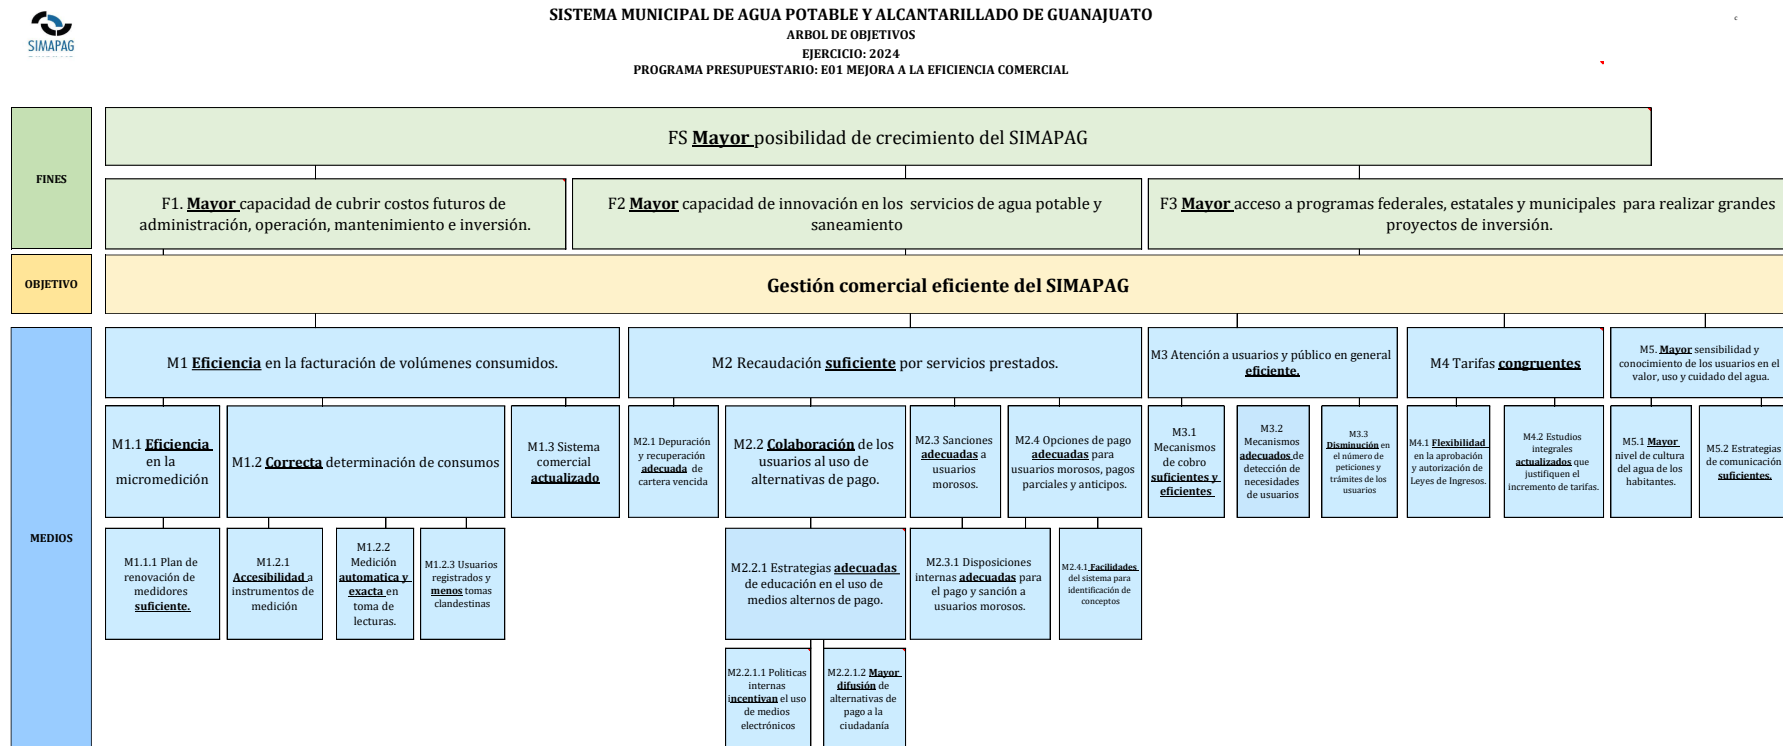 SIMAPAG
SISTEMA MUNICIPAL DE AGUA POTABLE Y ALCANTARILLADO DE GUANAJUATO
ARBOL DE OBJETIVOS
EJERCICIO: 2024
PROGRAMA PRESUPUESTARIO: E01 MEJORA A LA EFICIENCIA COMERCIAL
FINES
FS Mayor posibilidad de crecimiento del SIMAPAG
F1. Mayor capacidad de cubrir costos futuros de
administración, operación, mantenimiento e inversión.
F2 Mayor capacidad de innovación en los servicios de agua potable y
saneamiento
F3 Mayor acceso a programas federales, estatales y municipales para realizar grandes
proyectos de inversión.
OBJETIVO
Gestión comercial eficiente del SIMAPAG
MEDIOS
M1 Eficiencia en la facturación de volúmenes consumidos.
M2 Recaudación suficiente por servicios prestados.
M3 Atención a usuarios y público en general
eficiente.
M4 Tarifas congruentes
M5. Mayor sensibilidad y
conocimiento de los usuarios en el
valor, uso y cuidado del agua.
M1.1 Eficiencia
en la
micromedición
M1.2 Correcta determinación de consumos
M1.3 Sistema
comercial
actualizado
M2.1 Depuración
y recuperación
adecuada de
cartera vencida
M2.2 Colaboración de los
usuarios al uso de
alternativas de pago.
M2.3 Sanciones
adecuadas a
usuarios
morosos.
M2.4 Opciones de pago
adecuadas para
usuarios morosos, pagos
parciales y anticipos.
M3.1
Mecanismos
de cobro
suficientes y
eficientes
M3.2
Mecanismos
adecuados de
detección de
necesidades
de usuarios
M3.3
Disminución en
el número de
peticiones y
trámites de los
usuarios
M4.1 Flexibilidad
en la aprobación
y autorización de
Leyes de Ingresos.
M4.2 Estudios
integrales
actualizados que
justifiquen el
incremento de tarifas.
M5.1 Mayor
nivel de cultura
del agua de los
habitantes.
M5.2 Estrategias
de comunicación
suficientes.
M1.1.1 Plan de
renovación de
medidores
suficiente.
M1.2.1
Accesibilidad a
instrumentos de
medición
M1.2.2
Medición
automatica y
exacta en
toma de
lecturas.
M1.2.3 Usuarios
registrados y
menos tomas
clandestinas
M2.2.1 Estrategias adecuadas
de educación en el uso de
medios alternos de pago.
M2.3.1 Disposiciones
internas adecuadas para
el pago y sanción a
usuarios morosos.
M2.4.1 Facilidades
del sistema para
identificación de
conceptos
M2.2.1.1 Politicas
internas
incentivan el uso
de medios
electrónicos
M2.2.1.2 Mayor
difusión de
alternativas de
pago a la
ciudadanía